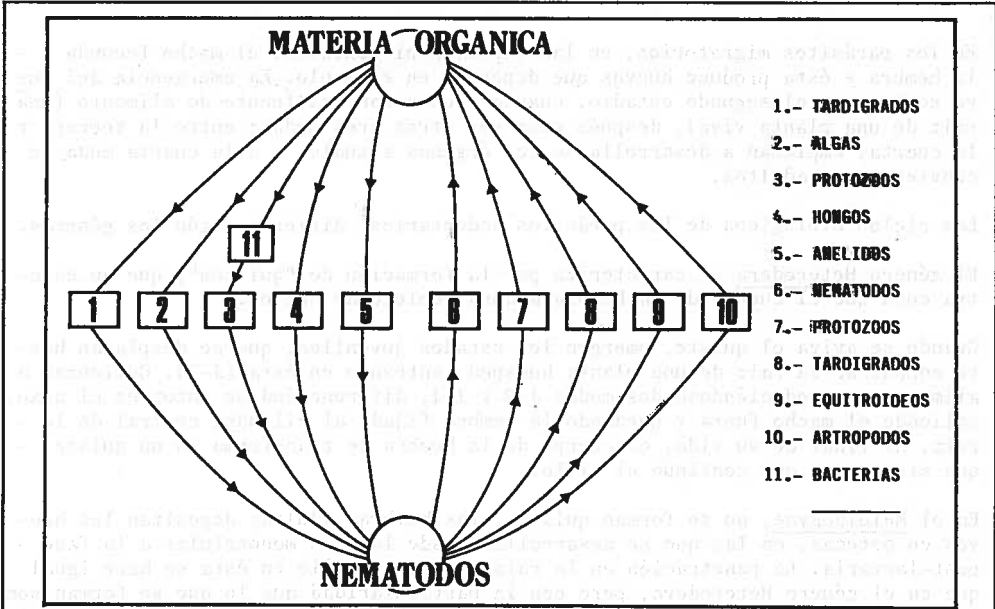 MATERIA ORGANICA
11
1 2 3 4 5 6 7 8 9 10
NEMATODOS
1.- TARDIGRADOS
2.- ALGAS
3.- PROTOZOOS
4.- HONGOS
5.- ANELIDOS
6.- NEMATODOS
7.- PROTOZOOS
8.- TARDIGRADOS
9.- EQUITROIDEOS
10.- ARTROPODOS
11.- BACTERIAS